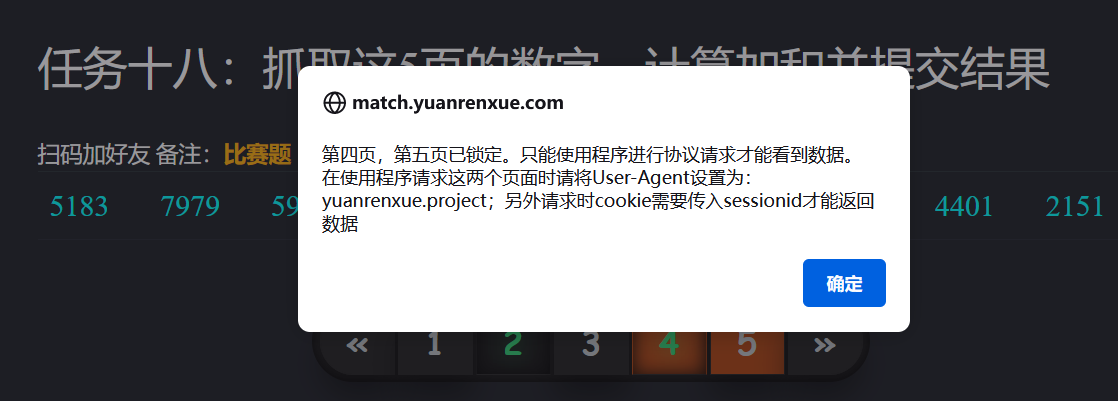 任务十八：抓取这5页的数字，计算加和并提交结果
match.yuanrenxue.com
第四页，第五页已锁定。只能使用程序进行协议请求才能看到数据。
在使用程序请求这两个页面时请将User-Agent设置为：
yuanrenxue.project；另外请求时cookie需要传入sessionid才能返回
数据
扫码加好友 备注：比赛题
5183 7979 59 4401 2151
确定
« 1 2 3 4 5 »